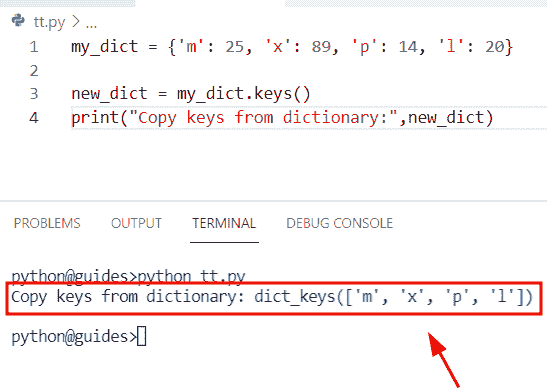 tt.py > ...
1 my_dict = {'m': 25, 'x': 89, 'p': 14, 'l': 20}
2
3 new_dict = my_dict.keys()
4 print("Copy keys from dictionary:",new_dict)
PROBLEMS OUTPUT TERMINAL DEBUG CONSOLE
python@guides>python tt.py
Copy keys from dictionary: dict_keys(['m', 'x', 'p', 'l'])
python@guides>